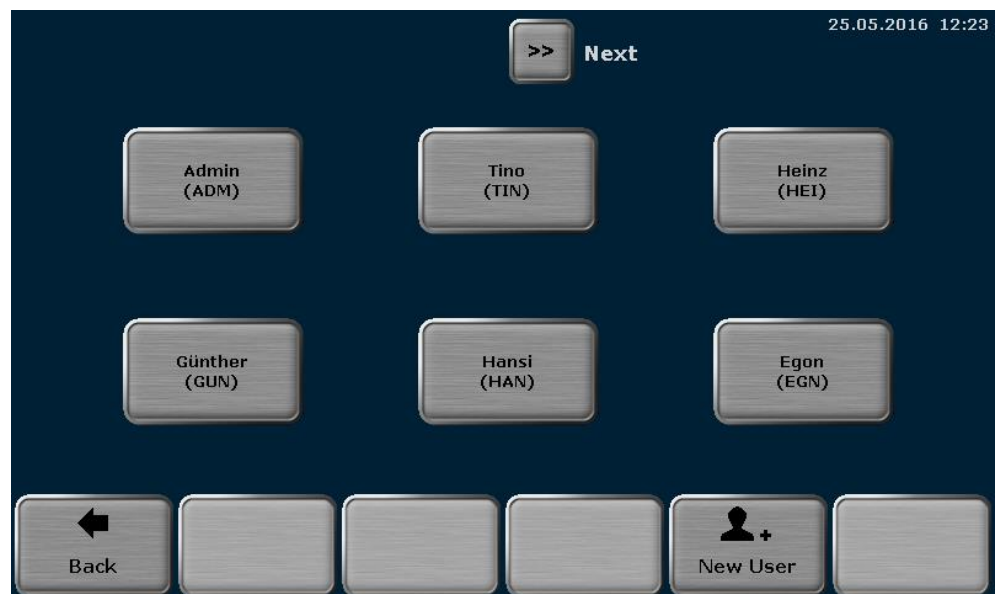 25.05.2016 12:23
>> Next
Admin
(ADM)
Tino
(TIN)
Heinz
(HEI)
Günther
(GUN)
Hansi
(HAN)
Egon
(EGN)
Back
New User